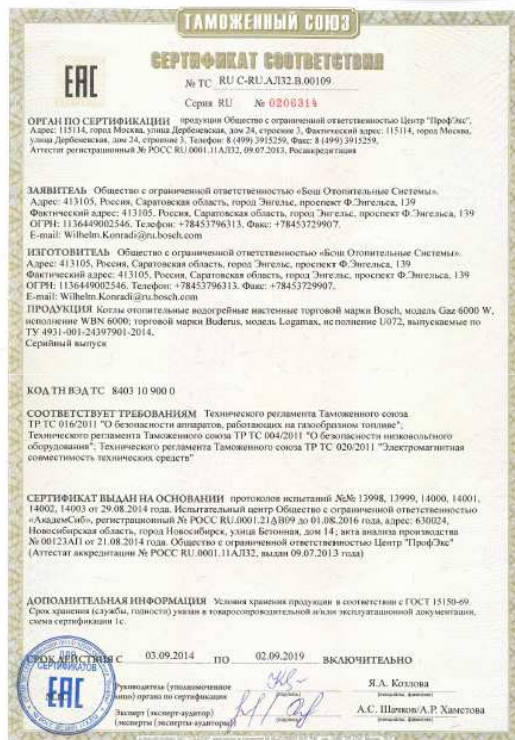 ТАМОЖЕННЫЙ СОЮЗ
СЕРТИФИКАТ СООТВЕТСТВИЯ
EAC
№ ТС RU C-RU.АЛ32.В.00109
Серия RU № 0206314
ОРГАН ПО СЕРТИФИКАЦИИ продукции Общество с ограниченной ответственностью Центр "ПрофЭкс",
Адрес: 115114, город Москва, улица Дербеневская, дом 24, строение 3, Фактический адрес: 115114, город Москва,
улица Дербеневская, дом 24, строение 3, Телефон: 8 (499) 3915259, Факс: 8 (499) 3915259,
Аттестат регистрационный № РОСС RU.0001.11АЛ32, 09.07.2013, Росаккредитация
ЗАЯВИТЕЛЬ Общество с ограниченной ответственностью «Бош Отопительные Системы».
Адрес: 413105, Россия, Саратовская область, город Энгельс, проспект Ф.Энгельса, 139
Фактический адрес: 413105, Россия, Саратовская область, город Энгельс, проспект Ф.Энгельса, 139
ОГРН: 1136449002546. Телефон: +78453796313. Факс: +78453729907.
E-mail: Wilhelm.Konradi@ru.bosch.com
ИЗГОТОВИТЕЛЬ Общество с ограниченной ответственностью «Бош Отопительные Системы».
Адрес: 413105, Россия, Саратовская область, город Энгельс, проспект Ф.Энгельса, 139
Фактический адрес: 413105, Россия, Саратовская область, город Энгельс, проспект Ф.Энгельса, 139
ОГРН: 1136449002546. Телефон: +78453796313. Факс: +78453729907.
E-mail: Wilhelm.Konradi@ru.bosch.com
ПРОДУКЦИЯ Котлы отопительные водогрейные настенные торговой марки Bosch, модель Gaz 6000 W,
исполнение WBN 6000; торговой марки Buderus, модель Logamax, исполнение U072, выпускаемые по
ТУ 4931-001-24397901-2014.
Серийный выпуск
КОД ТН ВЭД ТС 8403 10 900 0
СООТВЕТСТВУЕТ ТРЕБОВАНИЯМ Технического регламента Таможенного союза
ТР ТС 016/2011 "О безопасности аппаратов, работающих на газообразном топливе";
Технического регламента Таможенного союза ТР ТС 004/2011 "О безопасности низковольтного
оборудования"; Технического регламента Таможенного союза ТР ТС 020/2011 "Электромагнитная
совместимость технических средств"
СЕРТИФИКАТ ВЫДАН НА ОСНОВАНИИ протоколов испытаний №№ 13998, 13999, 14000, 14001,
14002, 14003 от 29.08.2014 года. Испытательный центр Общество с ограниченной ответственностью
«АкадемСиб», регистрационный № РОСС RU.0001.21АВ09 до 01.08.2016 года, адрес: 630024,
Новосибирская область, город Новосибирск, улица Бетонная, дом 14; акта анализа производства
№ 00123АП от 21.08.2014 года. Общество с ограниченной ответственностью Центр "ПрофЭкс"
(Аттестат аккредитации № РОСС RU.0001.11АЛ32, выдан 09.07.2013 года)
ДОПОЛНИТЕЛЬНАЯ ИНФОРМАЦИЯ Условия хранения продукции в соответствии с ГОСТ 15150-69.
Срок хранения (службы, годности) указан в товаросопроводительной и/или эксплуатационной документации,
схема сертификации 1с.
СРОК ДЕЙСТВИЯ С 03.09.2014 ПО 02.09.2019 ВКЛЮЧИТЕЛЬНО
ДЛЯ
СЕРТИФИКАТОВ
EAC
Руководитель (уполномоченное
лицо) органа по сертификации
(подпись)
Я.А. Козлова
(инициалы, фамилия)
Эксперт (эксперт-аудитор)
(эксперты (эксперты-аудиторы))
(подпись)
А.С. Шачков/А.Р. Хаметова
(инициалы, фамилия)